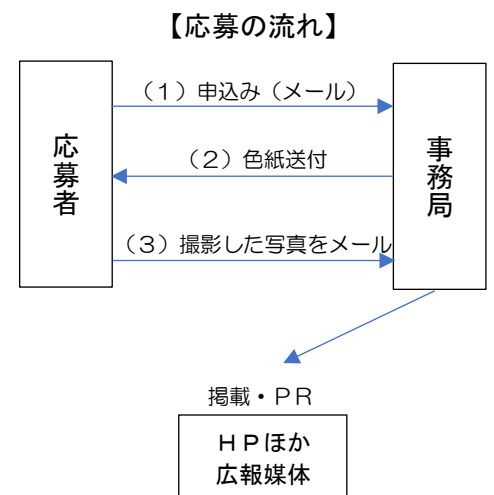 【応募の流れ】
（１）申込み（メール）
応募者
事務局
（２）色紙送付
（３）撮影した写真をメール
掲載・ＰＲ
ＨＰほか
広報媒体